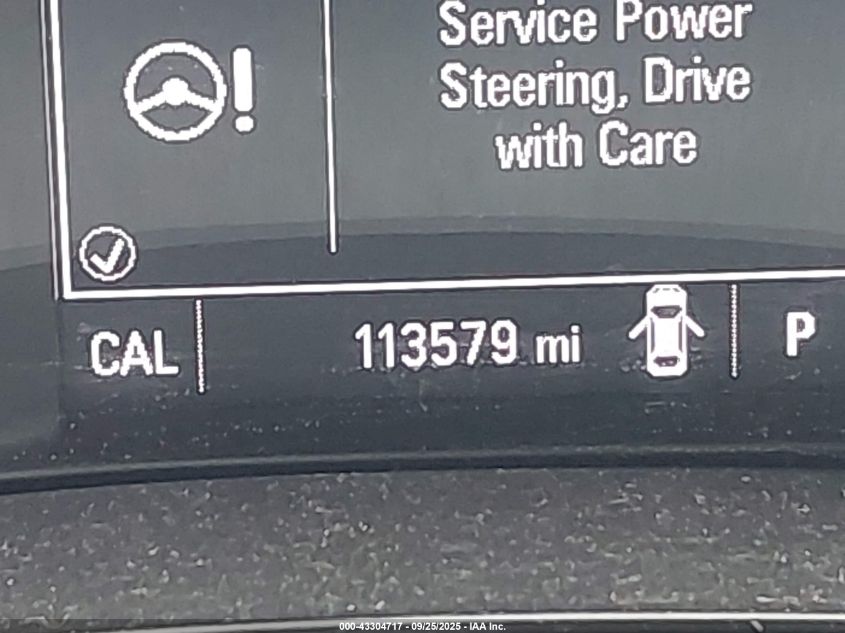 Service Power
Steering, Drive
with Care
CAL 113579 mi P
000-43304717 - 09/25/2025 - IAA Inc.